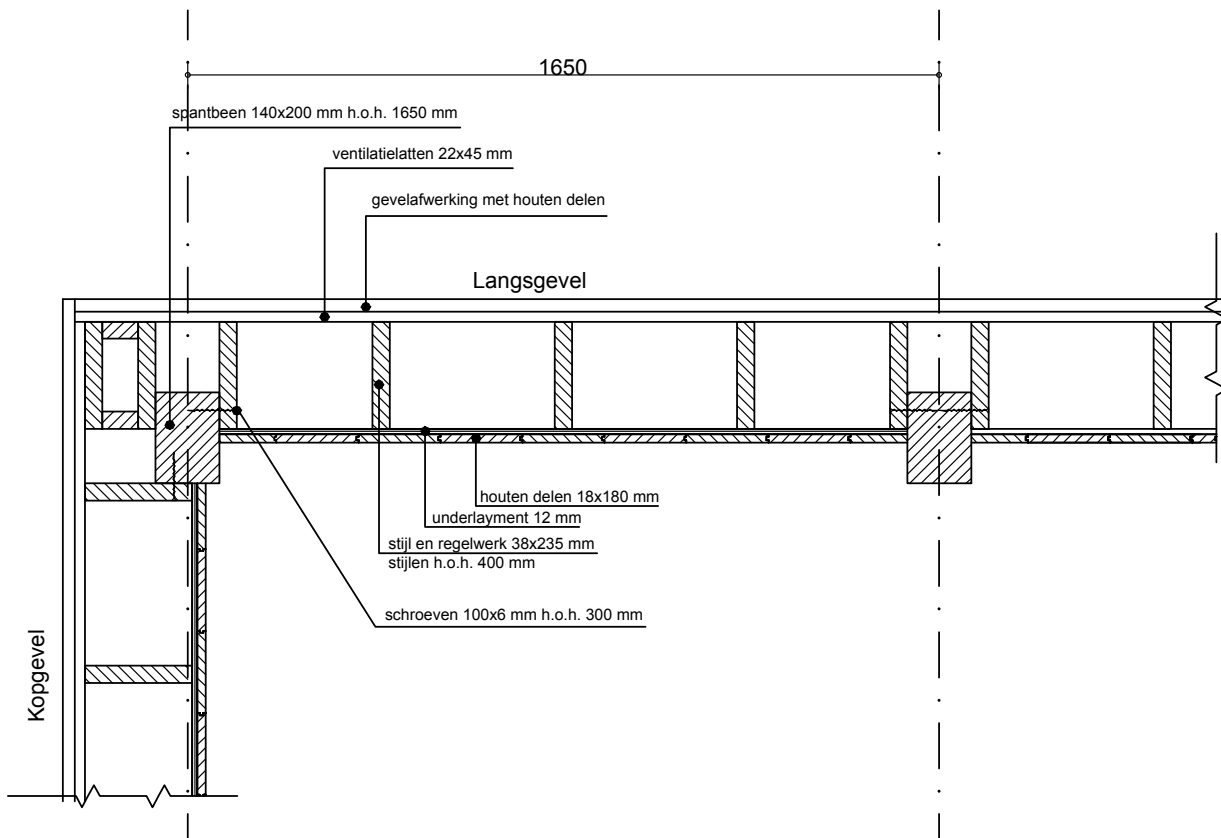 1650
spantbeen 140x200 mm h.o.h. 1650 mm
ventilatielatten 22x45 mm
gevelafwerking met houten delen
Langsgevel
houten delen 18x180 mm
underlayment 12 mm
stijl en regelwerk 38x235 mm
stijlen h.o.h. 400 mm
schroeven 100x6 mm h.o.h. 300 mm
Kopgevel